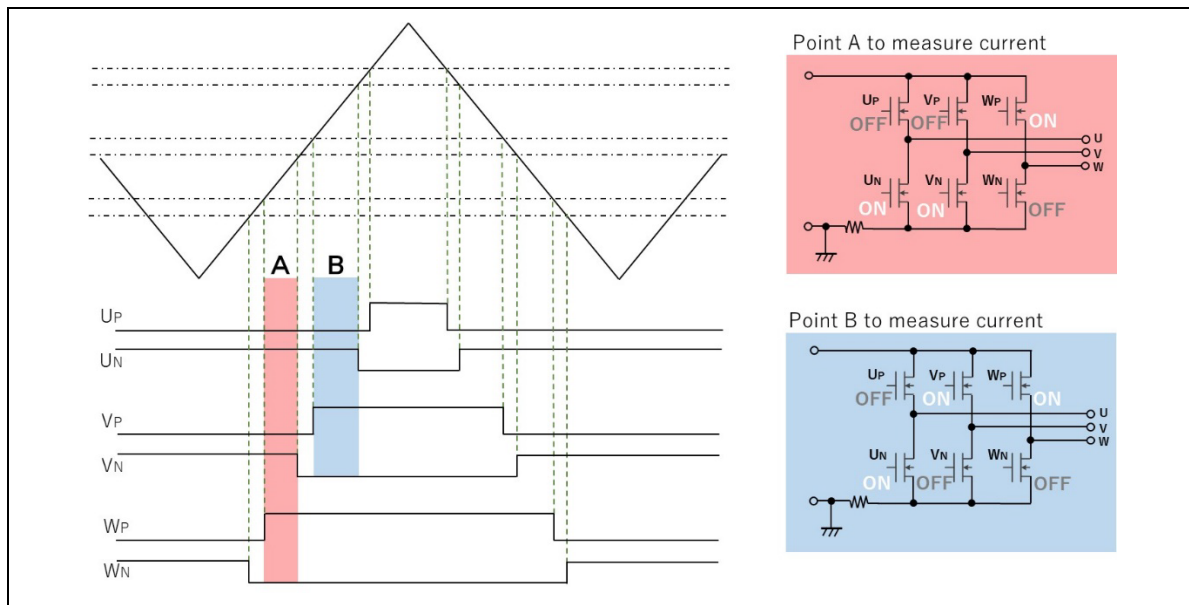 A
B
UP
UN
VP
VN
WP
WN
Point A to measure current
UP
VP
WP
OFF
OFF
ON
U
V
W
UN
VN
WN
ON
ON
OFF
Point B to measure current
UP
VP
WP
OFF
ON
ON
U
V
W
UN
VN
WN
ON
OFF
OFF